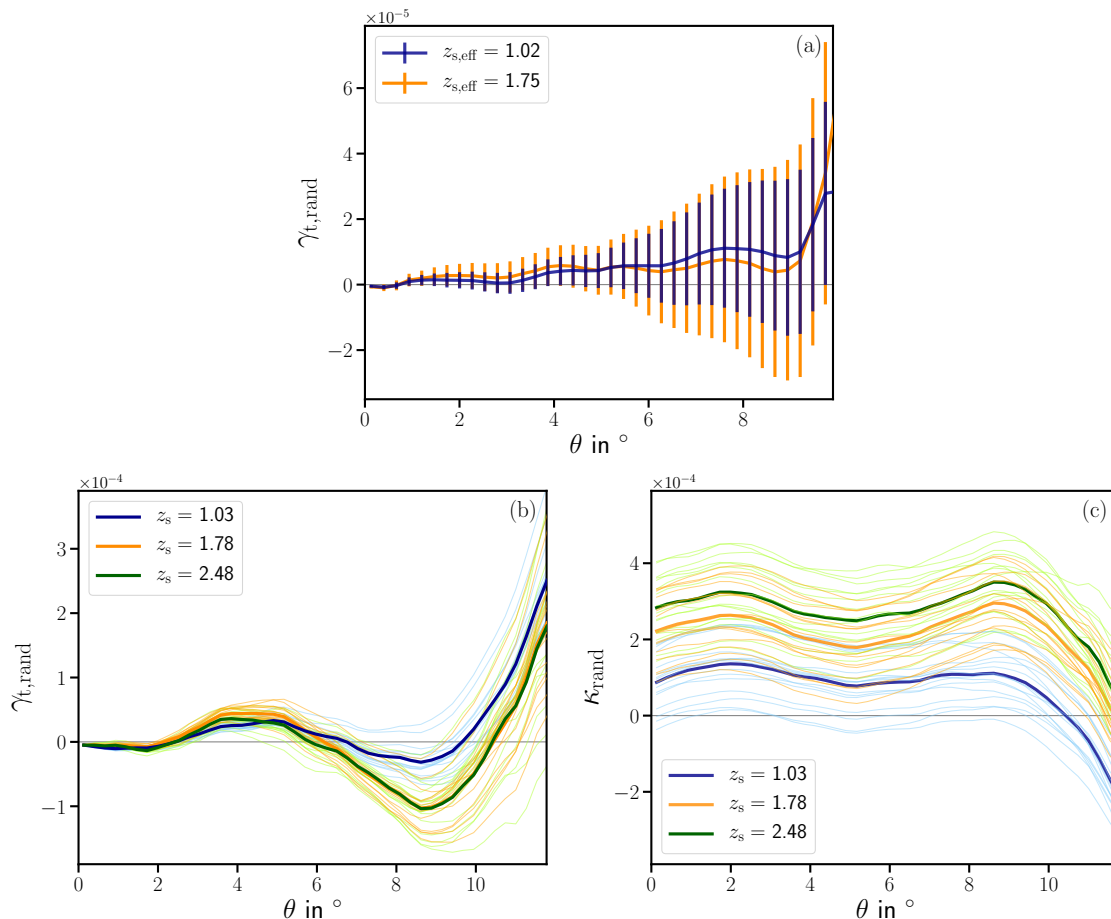 ×10⁻⁵
(a)
z_s,eff = 1.02
z_s,eff = 1.75
6
4
2
0
−2
γ_t,rand
0 2 4 6 8
θ in °
×10⁻⁴
(b)
z_s = 1.03
z_s = 1.78
z_s = 2.48
3
2
1
0
−1
γ_t,rand
0 2 4 6 8 10
θ in °
×10⁻⁴
(c)
4
2
0
−2
κ_rand
z_s = 1.03
z_s = 1.78
z_s = 2.48
0 2 4 6 8 10
θ in °